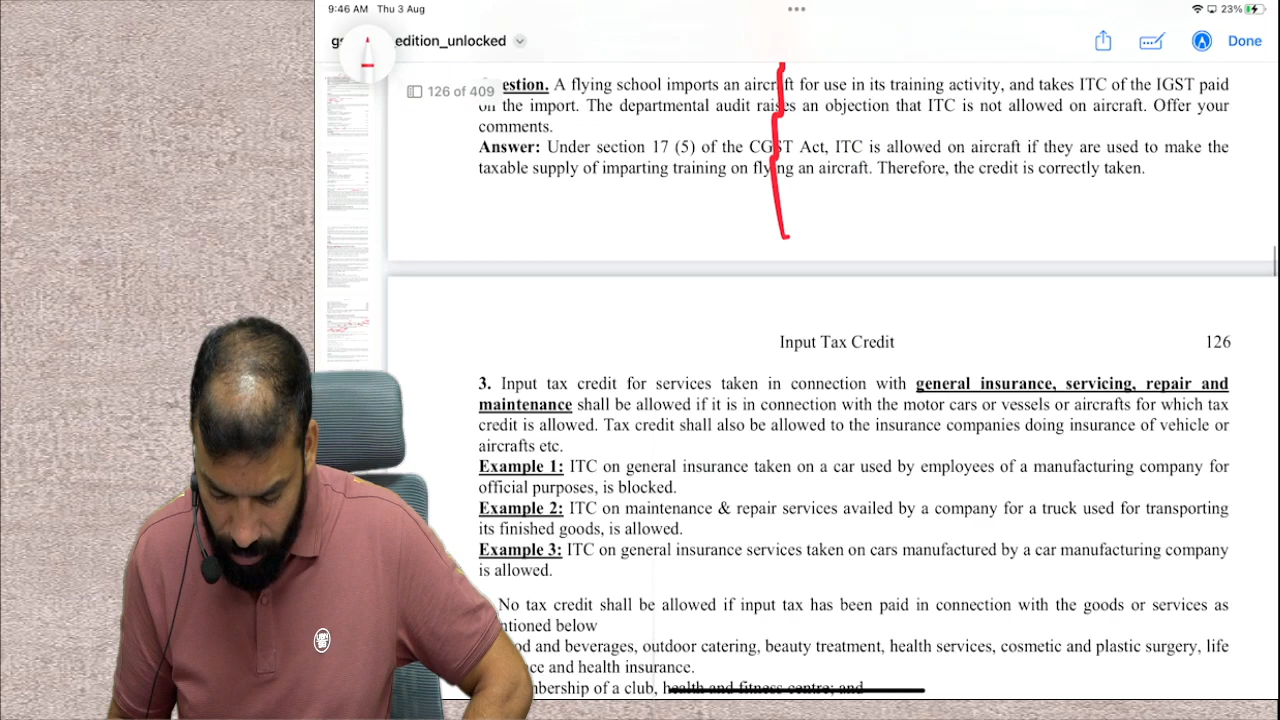 9:46 AM Thu 3 Aug
23%
edition_unlocked
Done
126 of 409
A flying school imports an aircraft for use in its training activity, and takes ITC of the IGST paid
on the import. The departmental audit raises an objection that ITC is not allowed on aircraft. Offer your
comments.
Answer: Under section 17 (5) of the CGST Act, ITC is allowed on aircraft if they are used to make the
taxable supply of imparting training on flying an aircraft. Therefore, the credit is correctly taken.
Input Tax Credit 126
3. Input tax credit for services taken in connection with general insurance, servicing, repair and
maintenance shall be allowed if it is in connection with the motor cars or vessels or aircrafts for which tax
credit is allowed. Tax credit shall also be allowed to the insurance companies doing insurance of vehicle or
aircrafts etc.
Example 1: ITC on general insurance taken on a car used by employees of a manufacturing company for
official purposes, is blocked.
Example 2: ITC on maintenance & repair services availed by a company for a truck used for transporting
its finished goods, is allowed.
Example 3: ITC on general insurance services taken on cars manufactured by a car manufacturing company
is allowed.
No tax credit shall be allowed if input tax has been paid in connection with the goods or services as
ntioned below
od and beverages, outdoor catering, beauty treatment, health services, cosmetic and plastic surgery, life
ce and health insurance.
of a club,